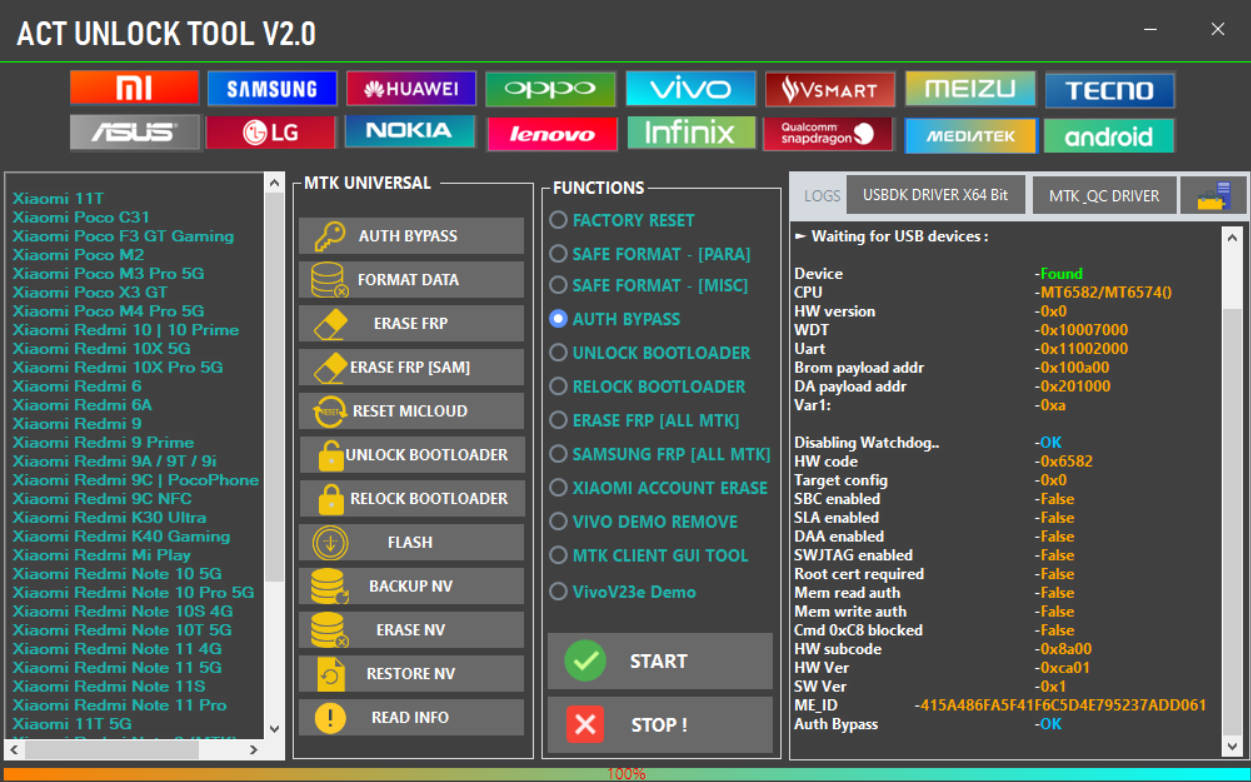 ACT UNLOCK TOOL V2.0
MI SAMSUNG HUAWEI oppo vivo VSMART MEIZU TECNO
ASUS LG NOKIA lenovo Infinix Qualcomm snapdragon MEDIATEK android
Xiaomi 11T
Xiaomi Poco C31
Xiaomi Poco F3 GT Gaming
Xiaomi Poco M2
Xiaomi Poco M3 Pro 5G
Xiaomi Poco X3 GT
Xiaomi Poco M4 Pro 5G
Xiaomi Redmi 10 | 10 Prime
Xiaomi Redmi 10X 5G
Xiaomi Redmi 10X Pro 5G
Xiaomi Redmi 6
Xiaomi Redmi 6A
Xiaomi Redmi 9
Xiaomi Redmi 9 Prime
Xiaomi Redmi 9A / 9T / 9i
Xiaomi Redmi 9C | PocoPhone
Xiaomi Redmi 9C NFC
Xiaomi Redmi K30 Ultra
Xiaomi Redmi K40 Gaming
Xiaomi Redmi Mi Play
Xiaomi Redmi Note 10 5G
Xiaomi Redmi Note 10 Pro 5G
Xiaomi Redmi Note 10S 4G
Xiaomi Redmi Note 10T 5G
Xiaomi Redmi Note 11 4G
Xiaomi Redmi Note 11 5G
Xiaomi Redmi Note 11S
Xiaomi Redmi Note 11 Pro
Xiaomi 11T 5G
MTK UNIVERSAL
AUTH BYPASS
FORMAT DATA
ERASE FRP
ERASE FRP [SAM]
RESET MICLOUD
UNLOCK BOOTLOADER
RELOCK BOOTLOADER
FLASH
BACKUP NV
ERASE NV
RESTORE NV
READ INFO
FUNCTIONS
FACTORY RESET
SAFE FORMAT - [PARA]
SAFE FORMAT - [MISC]
AUTH BYPASS
UNLOCK BOOTLOADER
RELOCK BOOTLOADER
ERASE FRP [ALL MTK]
SAMSUNG FRP [ALL MTK]
XIAOMI ACCOUNT ERASE
VIVO DEMO REMOVE
MTK CLIENT GUI TOOL
VivoV23e Demo
START
STOP !
LOGS USBDK DRIVER X64 Bit MTK_QC DRIVER
► Waiting for USB devices :
Device -Found
CPU -MT6582/MT6574()
HW version -0x0
WDT -0x10007000
Uart -0x11002000
Brom payload addr -0x100a00
DA payload addr -0x201000
Var1: -0xa
Disabling Watchdog.. -OK
HW code -0x6582
Target config -0x0
SBC enabled -False
SLA enabled -False
DAA enabled -False
SWJTAG enabled -False
Root cert required -False
Mem read auth -False
Mem write auth -False
Cmd 0xC8 blocked -False
HW subcode -0x8a00
HW Ver -0xca01
SW Ver -0x1
ME_ID -415A486FA5F41F6C5D4E795237ADD061
Auth Bypass -OK
100%